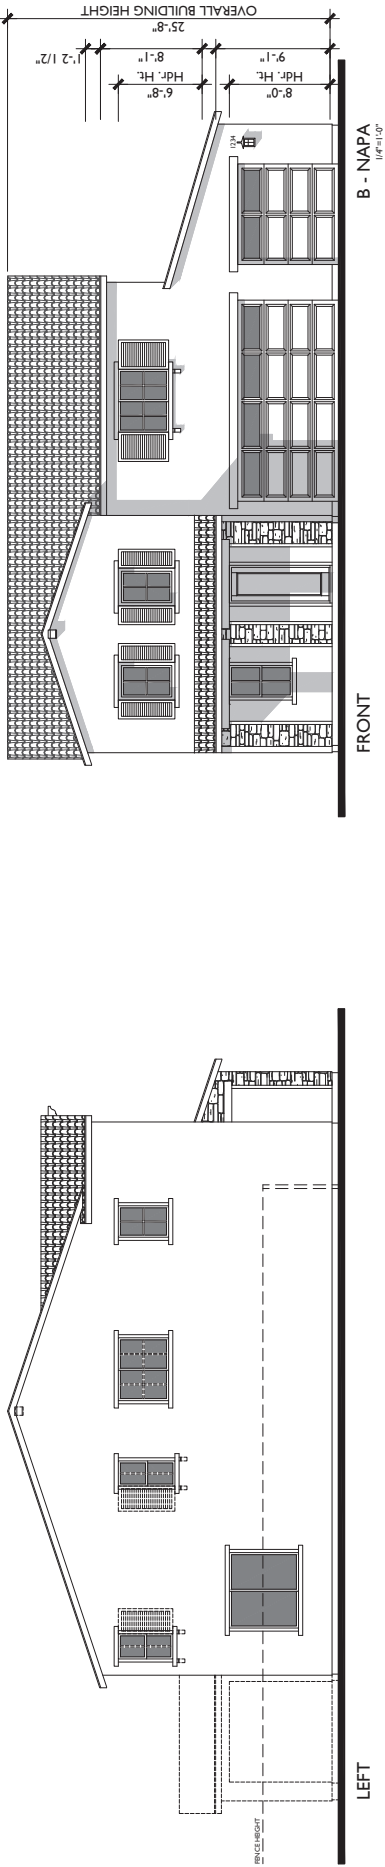 OVERALL BUILDING HEIGHT
25'-8"
1'-2 1/2"
8'-1"
9'-1"
Hdr. Ht.
6'-8"
Hdr. Ht.
8'-0"
1234
B - NAPA
1/4"=1'-0"
FRONT
LEFT
FENCE HEIGHT